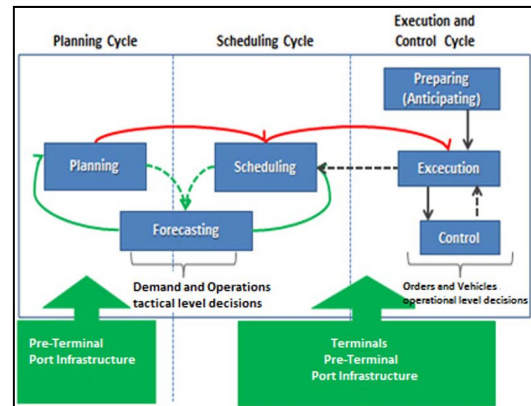 Planning Cycle
Scheduling Cycle
Execution and
Control Cycle
Preparing
(Anticipating)
Planning
Scheduling
Excecution
Forecasting
Control
Demand and Operations
tactical level decisions
Orders and Vehicles
operational level decisions
Pre-Terminal
Port Infrastructure
Terminals
Pre-Terminal
Port Infrastructure